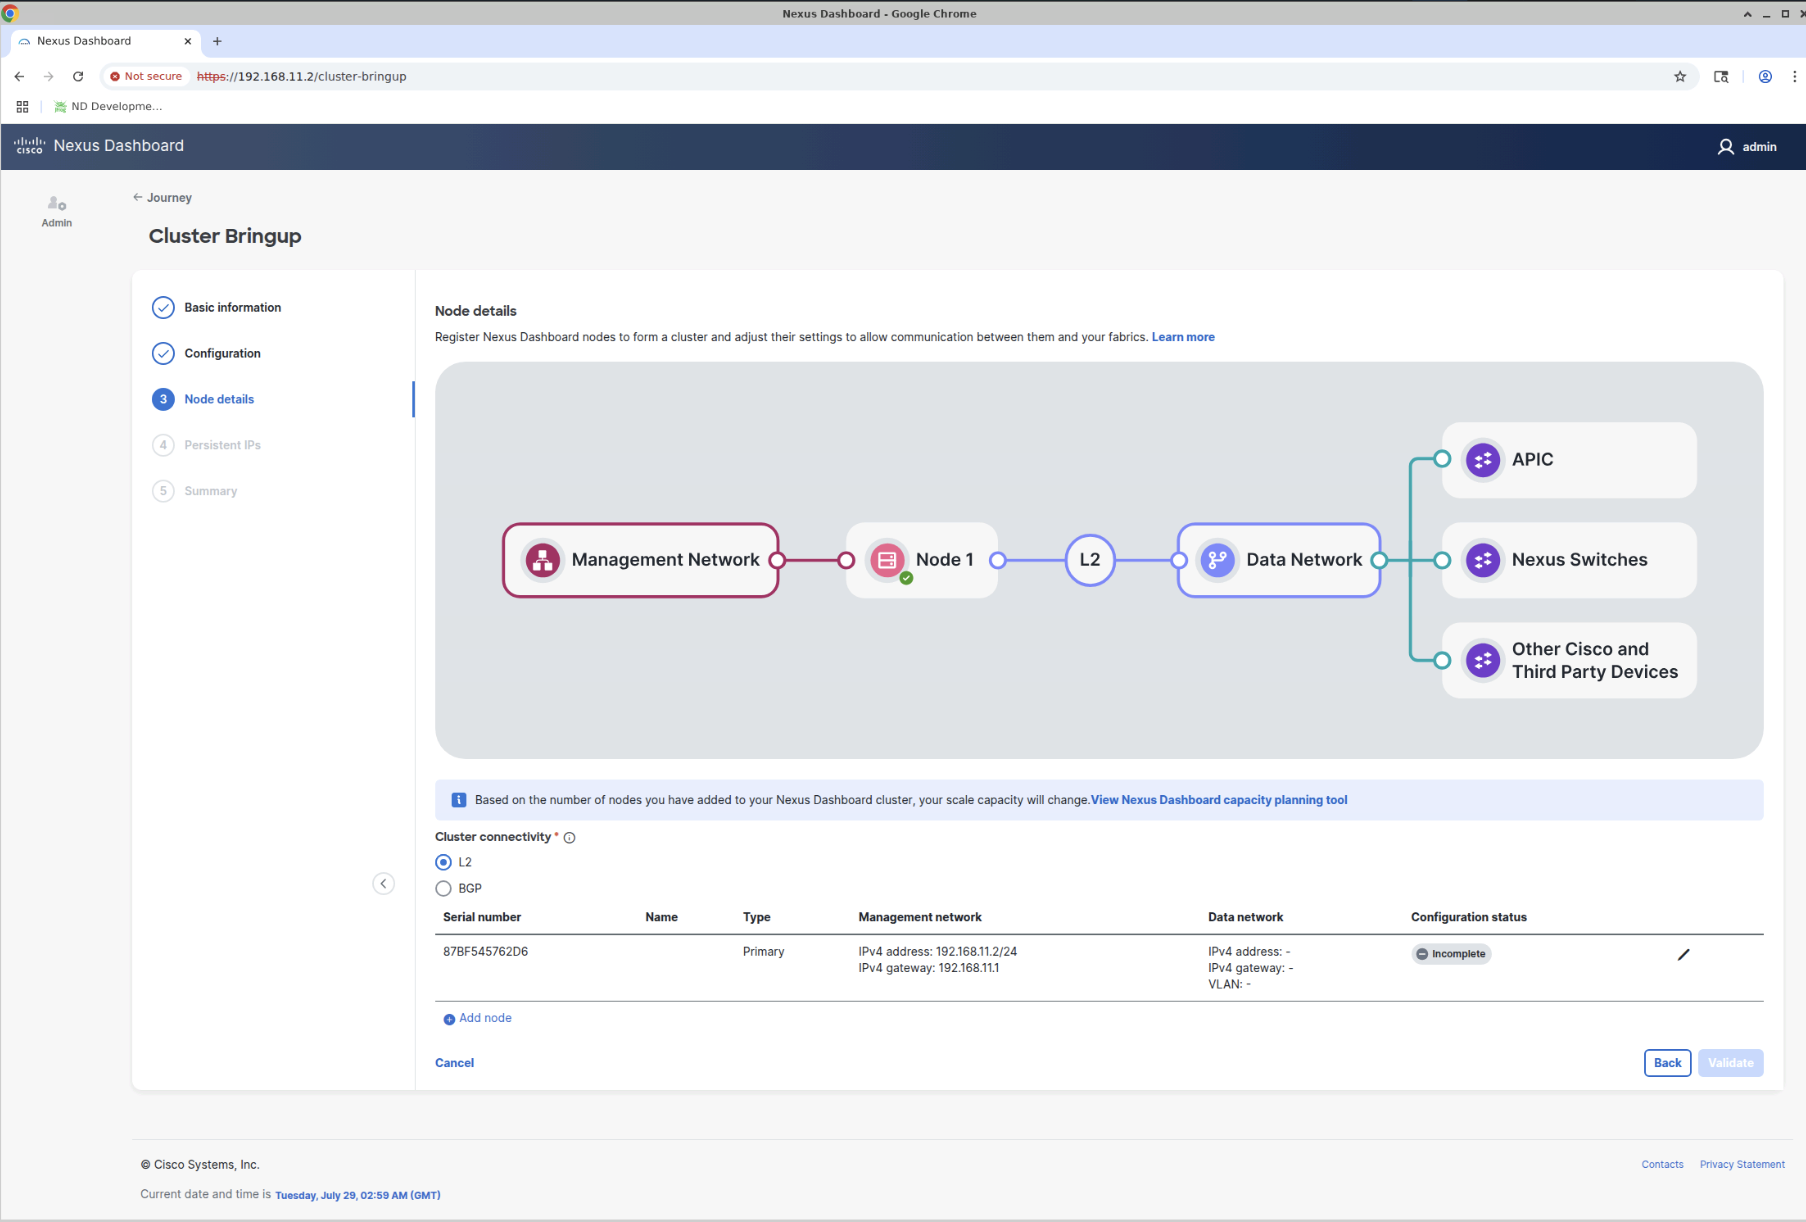 Nexus Dashboard - Google Chrome
Nexus Dashboard
Not secure
https://192.168.11.2/cluster-bringup
ND Developme...
CISCO
Nexus Dashboard
admin
Admin
Journey
Cluster Bringup
Basic information
Configuration
3 Node details
4 Persistent IPs
5 Summary
Node details
Register Nexus Dashboard nodes to form a cluster and adjust their settings to allow communication between them and your fabrics. Learn more
Management Network
Node 1
L2
Data Network
APIC
Nexus Switches
Other Cisco and
Third Party Devices
Based on the number of nodes you have added to your Nexus Dashboard cluster, your scale capacity will change.View Nexus Dashboard capacity planning tool
Cluster connectivity *
L2
BGP
Serial number Name Type Management network Data network Configuration status
87BF545762D6 Primary IPv4 address: 192.168.11.2/24 IPv4 address: - Incomplete
IPv4 gateway: 192.168.11.1 IPv4 gateway: -
VLAN: -
Add node
Cancel
Back
Validate
© Cisco Systems, Inc.
Contacts Privacy Statement
Current date and time is Tuesday, July 29, 02:59 AM (GMT)